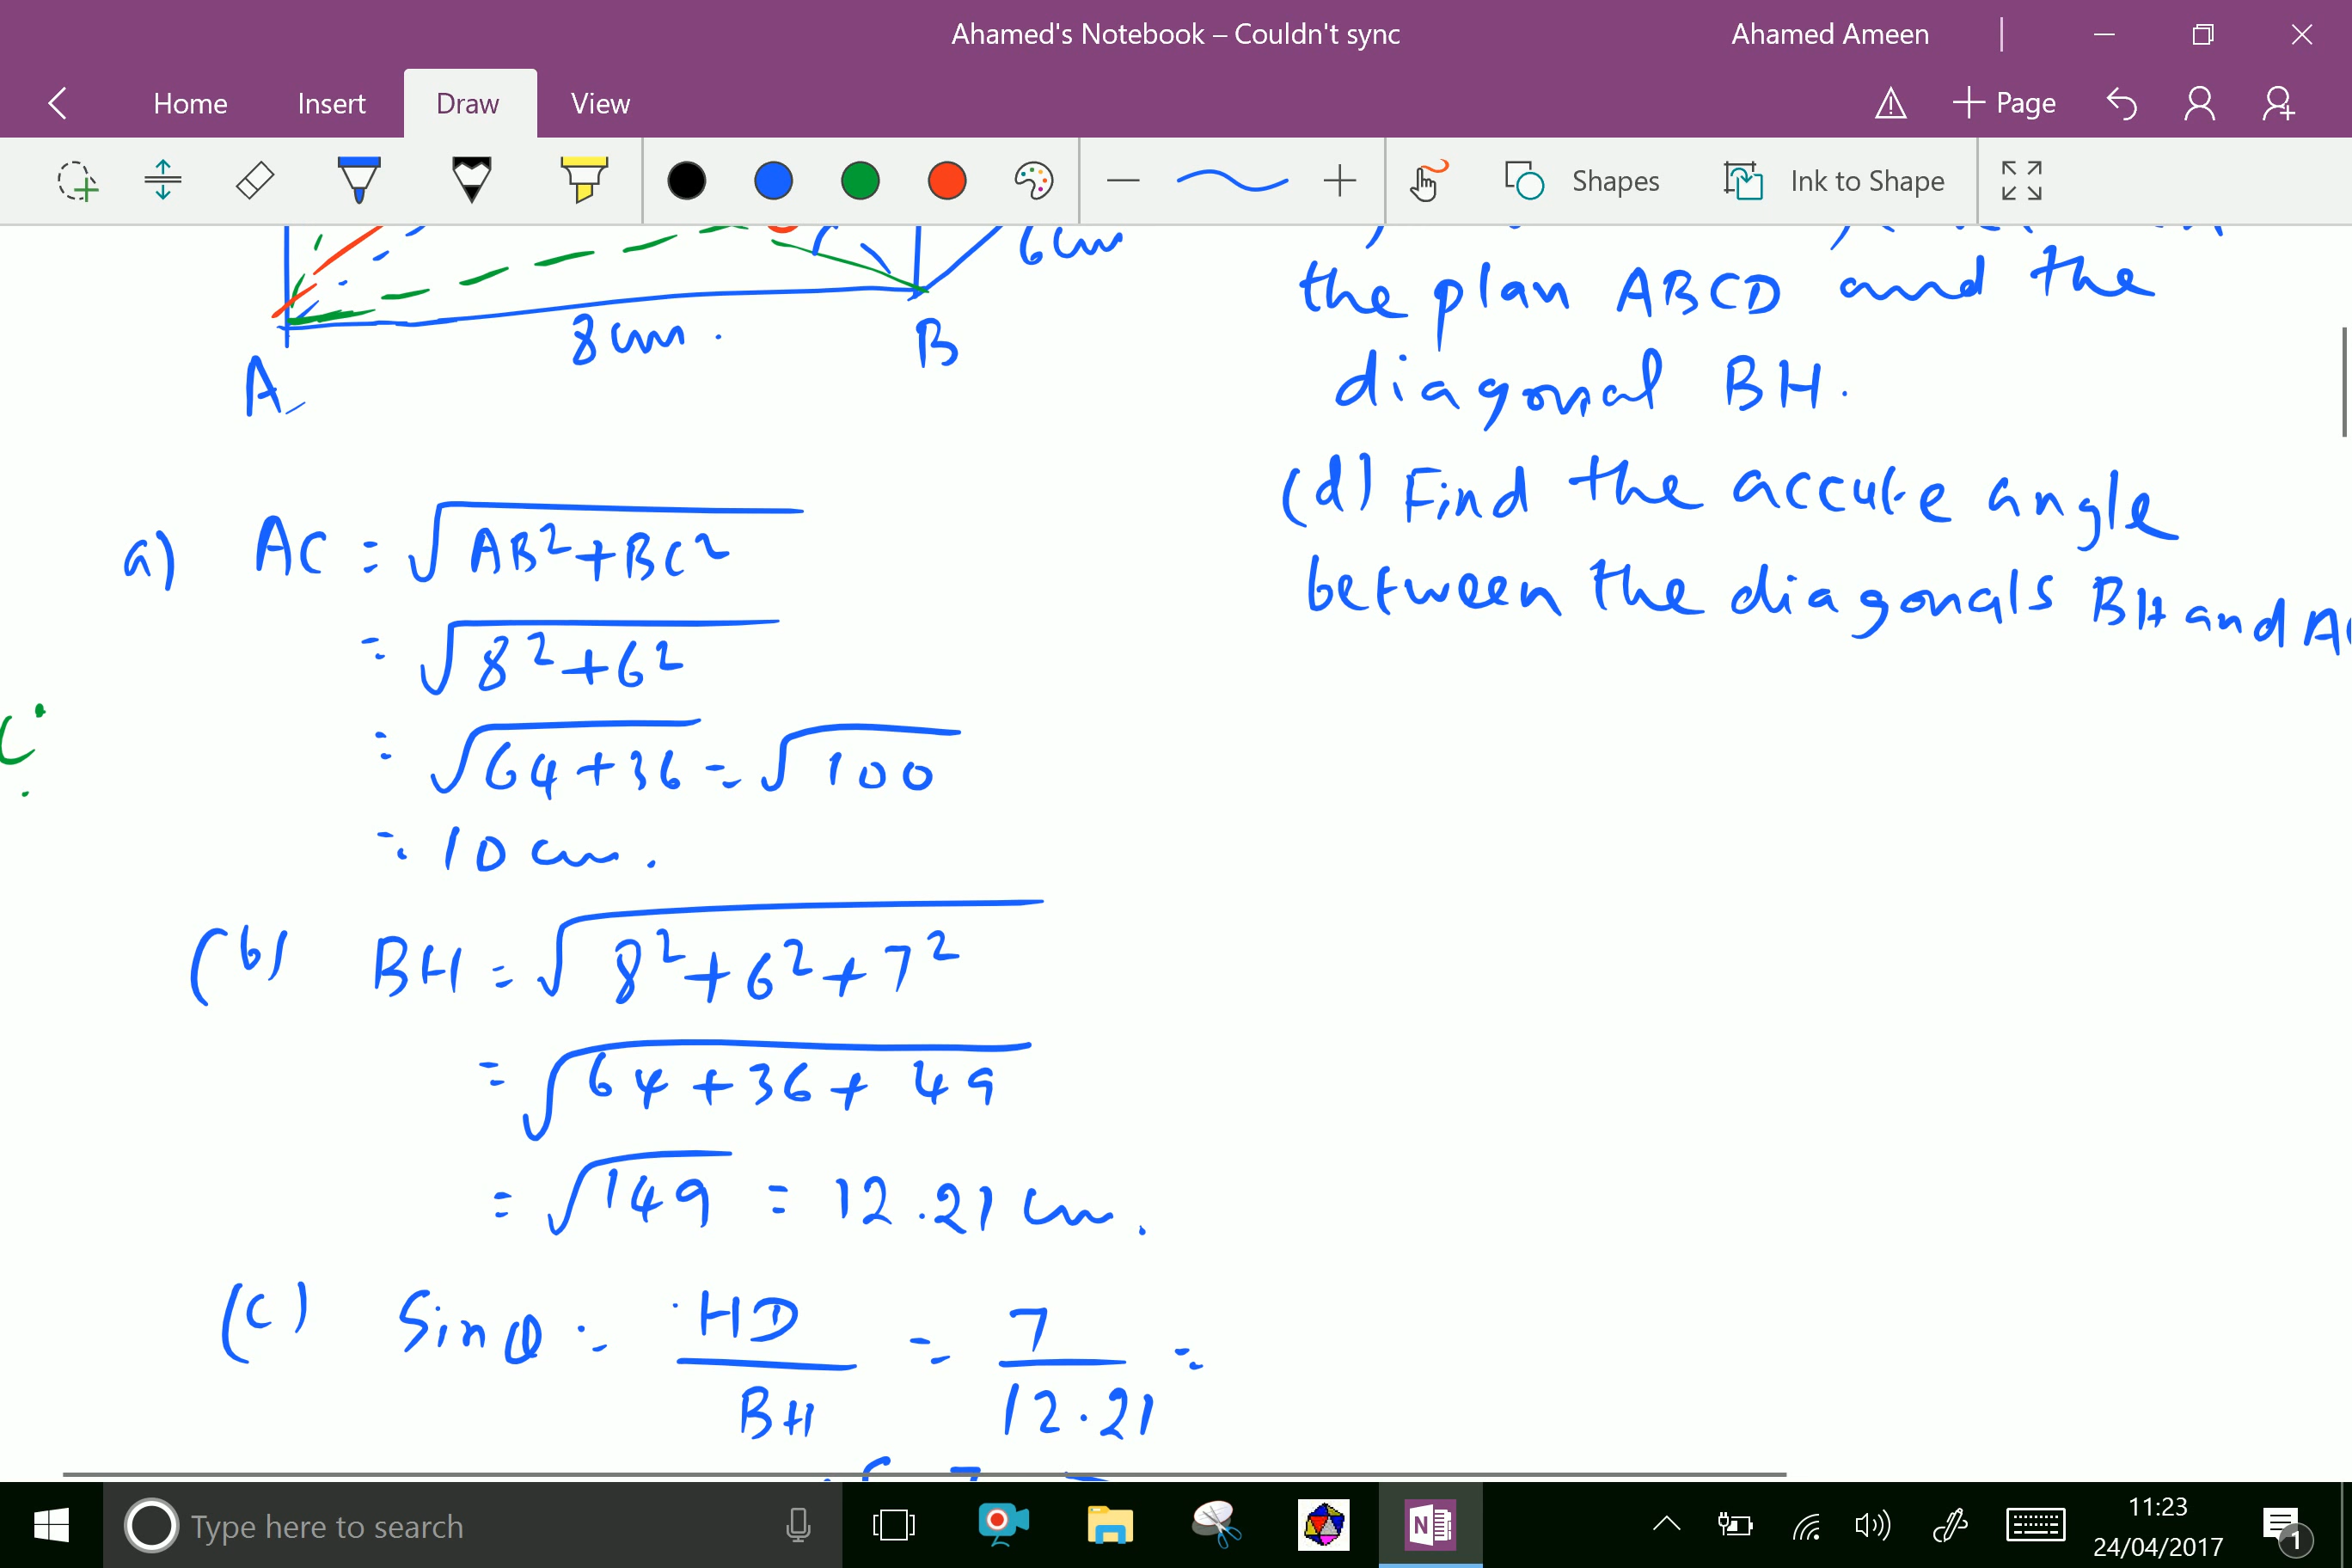 Ahamed's Notebook – Couldn't sync
Ahamed Ameen
Home Insert Draw View
Page
Shapes
Ink to Shape
6cm
8cm.
A
B
the plan ABCD and the
diagonal BH.
(d) Find the accute angle
between the diagonals BH and
a) AC = √AB²+BC²
= √8²+6²
= √64+36 = √100
= 10 cm.
(b) BH = √8²+6²+7²
= √64+36+49
= √149 = 12.21 cm.
(c) Sin θ = HD/BH = 7/12.21 =
Type here to search
11:23
24/04/2017
1